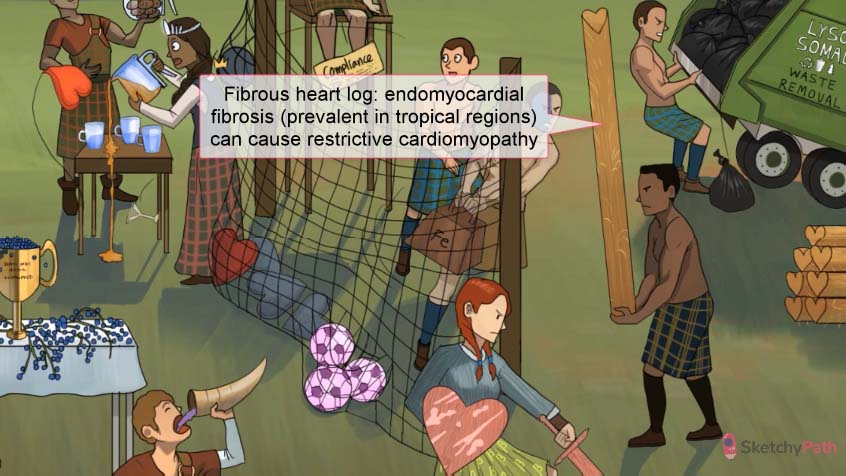 Compliance
Fibrous heart log: endomyocardial
fibrosis (prevalent in tropical regions)
can cause restrictive cardiomyopathy
LYSO
SOMAL
WASTE
REMOVAL
Fe
SketchyPath